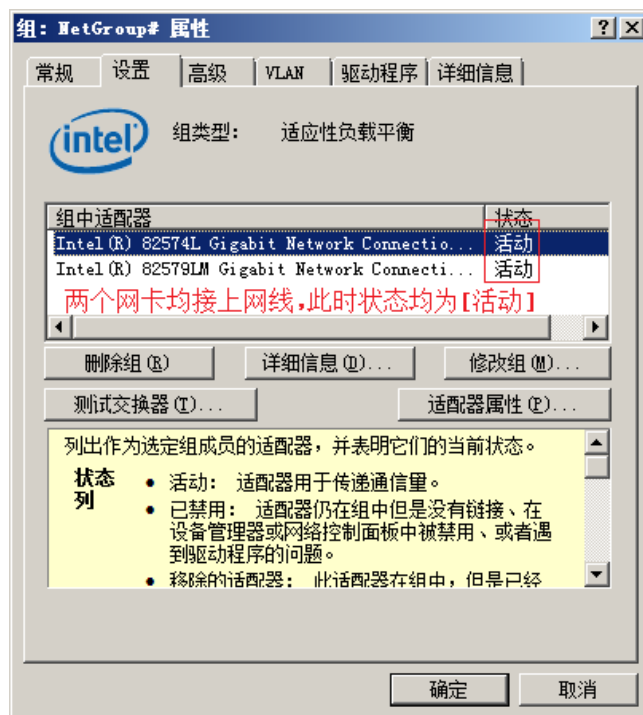 组: NetGroup# 属性
常规 设置 高级 VLAN 驱动程序 详细信息
intel
组类型: 适应性负载平衡
组中适配器 状态
Intel(R) 82574L Gigabit Network Connectio... 活动
Intel(R) 82579LM Gigabit Network Connecti... 活动
两个网卡均接上网线,此时状态均为[活动]
删除组(R) 详细信息(D)... 修改组(M)...
测试交换器(T)... 适配器属性(P)...
列出作为选定组成员的适配器，并表明它们的当前状态。
状态列
● 活动: 适配器用于传递通信量。
● 已禁用: 适配器仍在组中但是没有链接、在
设备管理器或网络控制面板中被禁用、或者遇
到驱动程序的问题。
● 移除的适配器: 此适配器在组中，但是已经
确定 取消